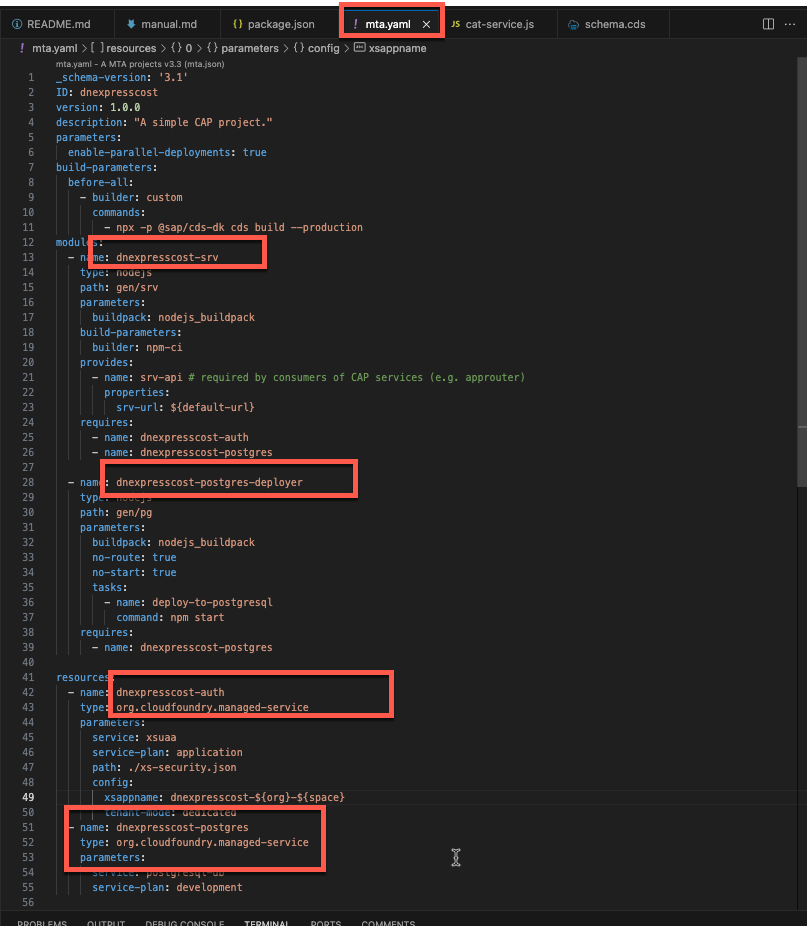 README.md manual.md {} package.json ! mta.yaml × JS cat-service.js schema.cds ...
! mta.yaml > [ ] resources > { } 0 > { } parameters > { } config > xsappname
mta.yaml - A MTA projects v3.3 (mta.json)
1 _schema-version: '3.1'
2 ID: dnexpresscost
3 version: 1.0.0
4 description: "A simple CAP project."
5 parameters:
6 enable-parallel-deployments: true
7 build-parameters:
8 before-all:
9 - builder: custom
10 commands:
11 - npx -p @sap/cds-dk cds build --production
12 modules:
13 - name: dnexpresscost-srv
14 type: nodejs
15 path: gen/srv
16 parameters:
17 buildpack: nodejs_buildpack
18 build-parameters:
19 builder: npm-ci
20 provides:
21 - name: srv-api # required by consumers of CAP services (e.g. approuter)
22 properties:
23 srv-url: ${default-url}
24 requires:
25 - name: dnexpresscost-auth
26 - name: dnexpresscost-postgres
27
28 - name: dnexpresscost-postgres-deployer
29 type: nodejs
30 path: gen/pg
31 parameters:
32 buildpack: nodejs_buildpack
33 no-route: true
34 no-start: true
35 tasks:
36 - name: deploy-to-postgresql
37 command: npm start
38 requires:
39 - name: dnexpresscost-postgres
40
41 resources:
42 - name: dnexpresscost-auth
43 type: org.cloudfoundry.managed-service
44 parameters:
45 service: xsuaa
46 service-plan: application
47 path: ./xs-security.json
48 config:
49 xsappname: dnexpresscost-${org}-${space}
50 tenant-mode: dedicated
51 - name: dnexpresscost-postgres
52 type: org.cloudfoundry.managed-service
53 parameters:
54 service: postgresql-db
55 service-plan: development
56
PROBLEMS OUTPUT DEBUG CONSOLE TERMINAL PORTS COMMENTS